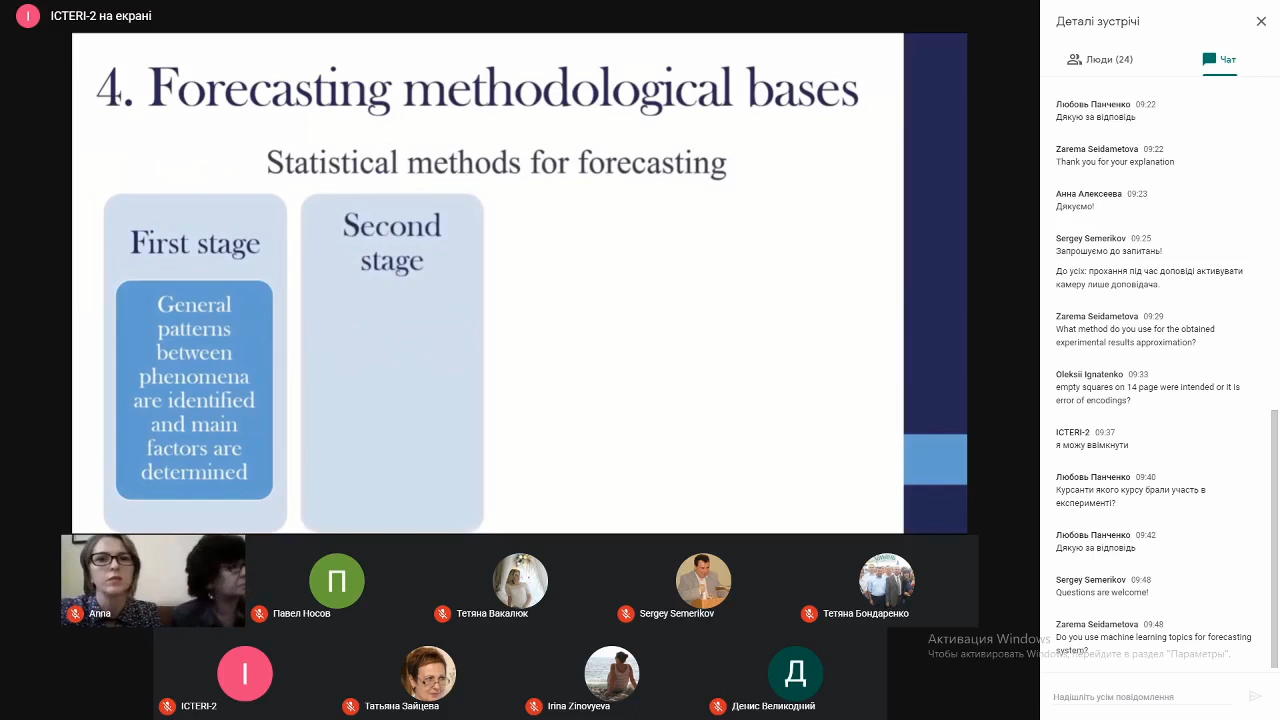 I
ICTERI-2 на екрані
4. Forecasting methodological bases
Statistical methods for forecasting
First stage
General
patterns
between
phenomena
are identified
and main
factors are
determined
Second
stage
Anna
П
Павел Носов
Тетяна Вакалюк
Sergey Semerikov
Тетяна Бондаренко
I
ICTERI-2
Татьяна Зайцева
Irina Zinovyeva
Д
Денис Великодний
Деталі зустрічі
Люди (24)
Чат
Любовь Панченко 09:22
Дякую за відповідь
Zarema Seidametova 09:22
Thank you for your explanation
Анна Алексеева 09:23
Дякуємо!
Sergey Semerikov 09:25
Запрошуємо до запитань!
До усіх: прохання під час доповіді активувати
камеру лише доповідача.
Zarema Seidametova 09:29
What method do you use for the obtained
experimental results approximation?
Oleksii Ignatenko 09:33
empty squares on 14 page were intended or it is
error of encodings?
ICTERI-2 09:37
я можу ввімкнути
Любовь Панченко 09:40
Курсанти якого курсу брали участь в
експерименті?
Любовь Панченко 09:42
Дякую за відповідь
Sergey Semerikov 09:48
Questions are welcome!
Zarema Seidametova 09:48
Do you use machine learning topics for forecasting
system?
Активация Windows
Чтобы активировать Windows, перейдите в раздел "Параметры".
Надішліть усім повідомлення